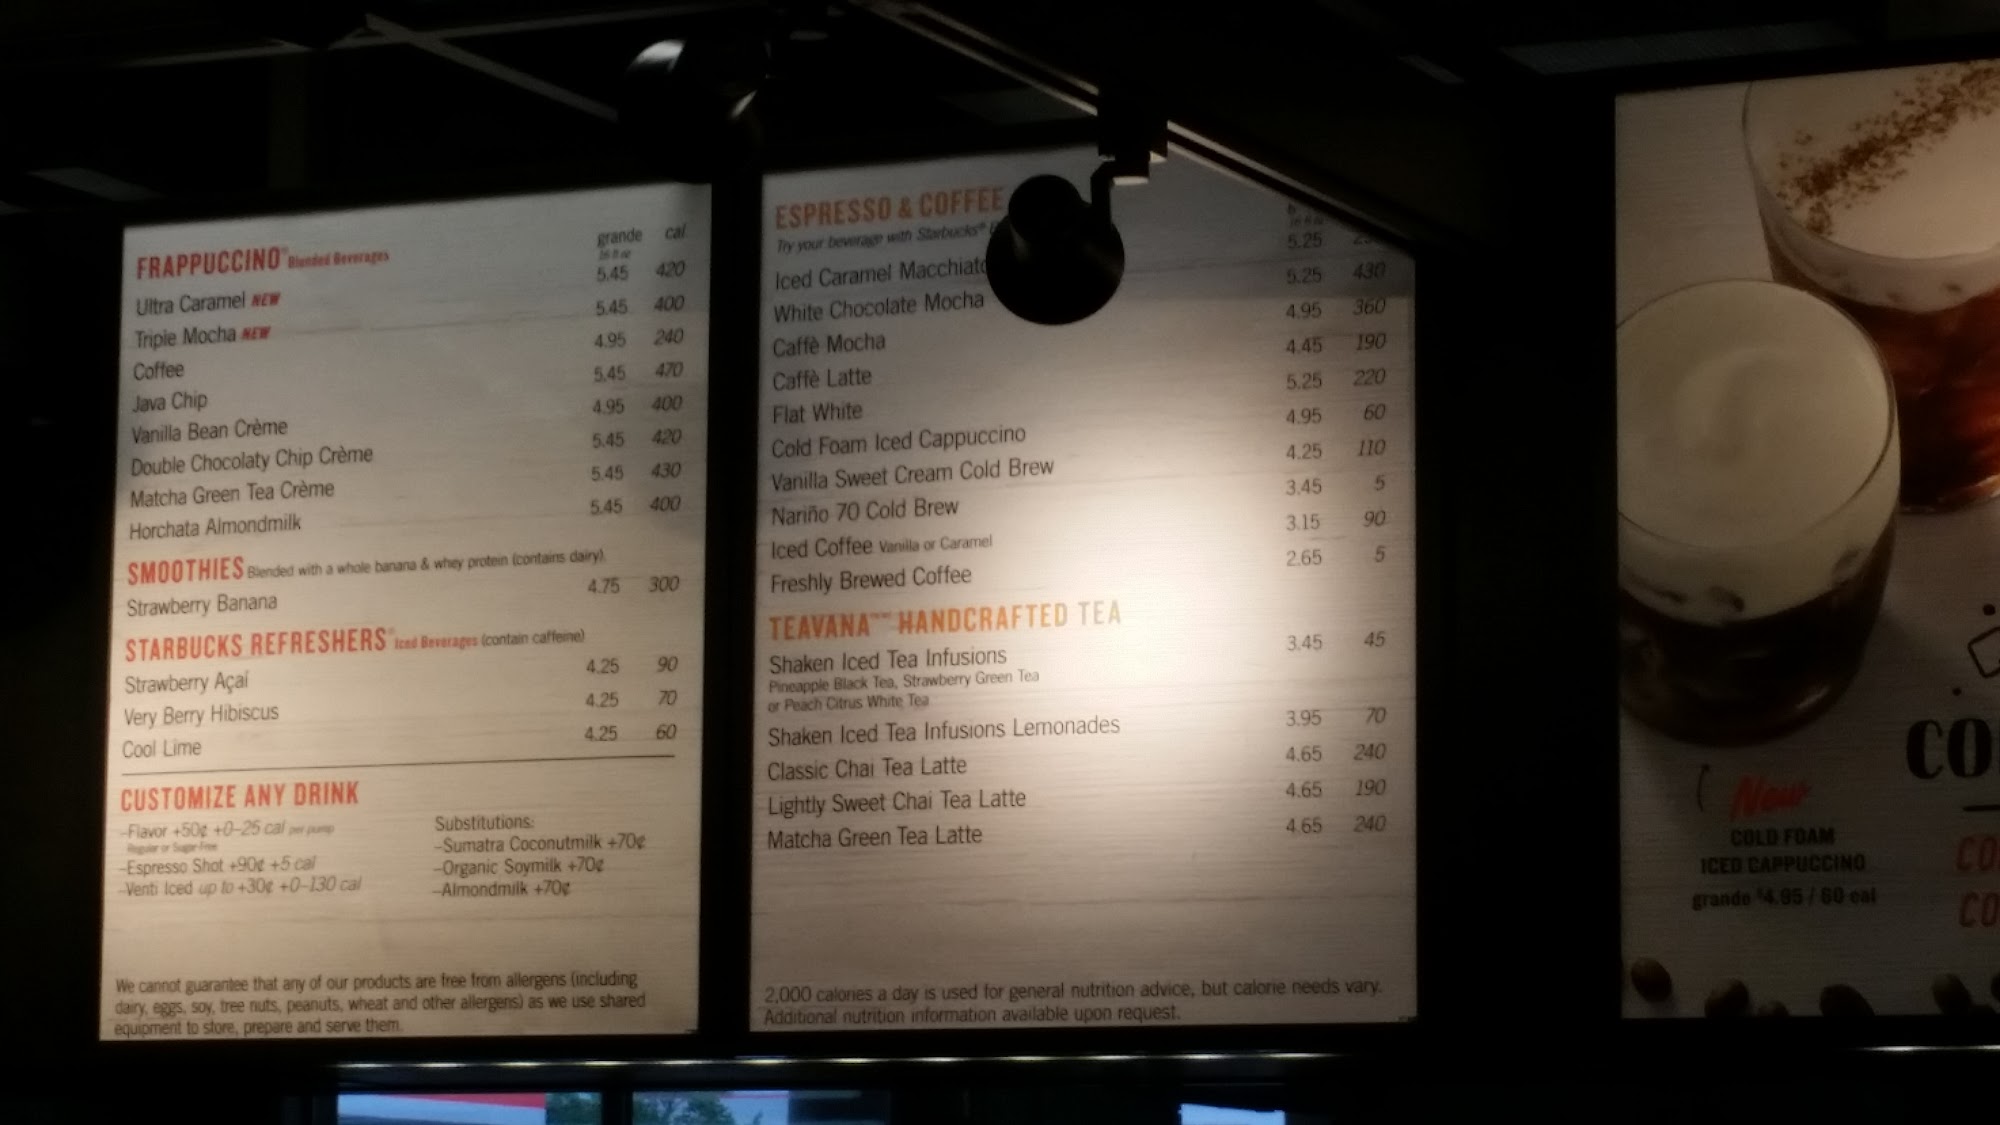 FRAPPUCCINO® Blended Beverages grande cal
16 fl oz
Ultra Caramel NEW 5.45 420
Triple Mocha NEW 5.45 400
Coffee 4.95 240
Java Chip 5.45 470
Vanilla Bean Crème 4.95 400
Double Chocolaty Chip Crème 5.45 420
Matcha Green Tea Crème 5.45 430
Horchata Almondmilk 5.45 400
SMOOTHIES Blended with a whole banana & whey protein (contains dairy).
Strawberry Banana 4.75 300
STARBUCKS REFRESHERS® Iced Beverages (contain caffeine)
Strawberry Açaí 4.25 90
Very Berry Hibiscus 4.25 70
Cool Lime 4.25 60
CUSTOMIZE ANY DRINK
–Flavor +50¢ +0–25 cal per pump
Regular or Sugar-Free
–Espresso Shot +90¢ +5 cal
–Venti Iced up to +30¢ +0–130 cal
Substitutions:
–Sumatra Coconutmilk +70¢
–Organic Soymilk +70¢
–Almondmilk +70¢
We cannot guarantee that any of our products are free from allergens (including
dairy, eggs, soy, tree nuts, peanuts, wheat and other allergens) as we use shared
equipment to store, prepare and serve them.
ESPRESSO & COFFEE
Try your beverage with Starbucks®
16 fl oz
Iced Caramel Macchiato 5.25
White Chocolate Mocha 5.25 430
Caffè Mocha 4.95 360
Caffè Latte 4.45 190
Flat White 5.25 220
Cold Foam Iced Cappuccino 4.95 60
Vanilla Sweet Cream Cold Brew 4.25 110
Nariño 70 Cold Brew 3.45 5
Iced Coffee Vanilla or Caramel 3.15 90
Freshly Brewed Coffee 2.65 5
TEAVANA™ HANDCRAFTED TEA
Shaken Iced Tea Infusions 3.45 45
Pineapple Black Tea, Strawberry Green Tea
or Peach Citrus White Tea
Shaken Iced Tea Infusions Lemonades 3.95 70
Classic Chai Tea Latte 4.65 240
Lightly Sweet Chai Tea Latte 4.65 190
Matcha Green Tea Latte 4.65 240
2,000 calories a day is used for general nutrition advice, but calorie needs vary.
Additional nutrition information available upon request.
New
COLD FOAM
ICED CAPPUCCINO
grande $4.95 / 60 cal
CO
CO
CO